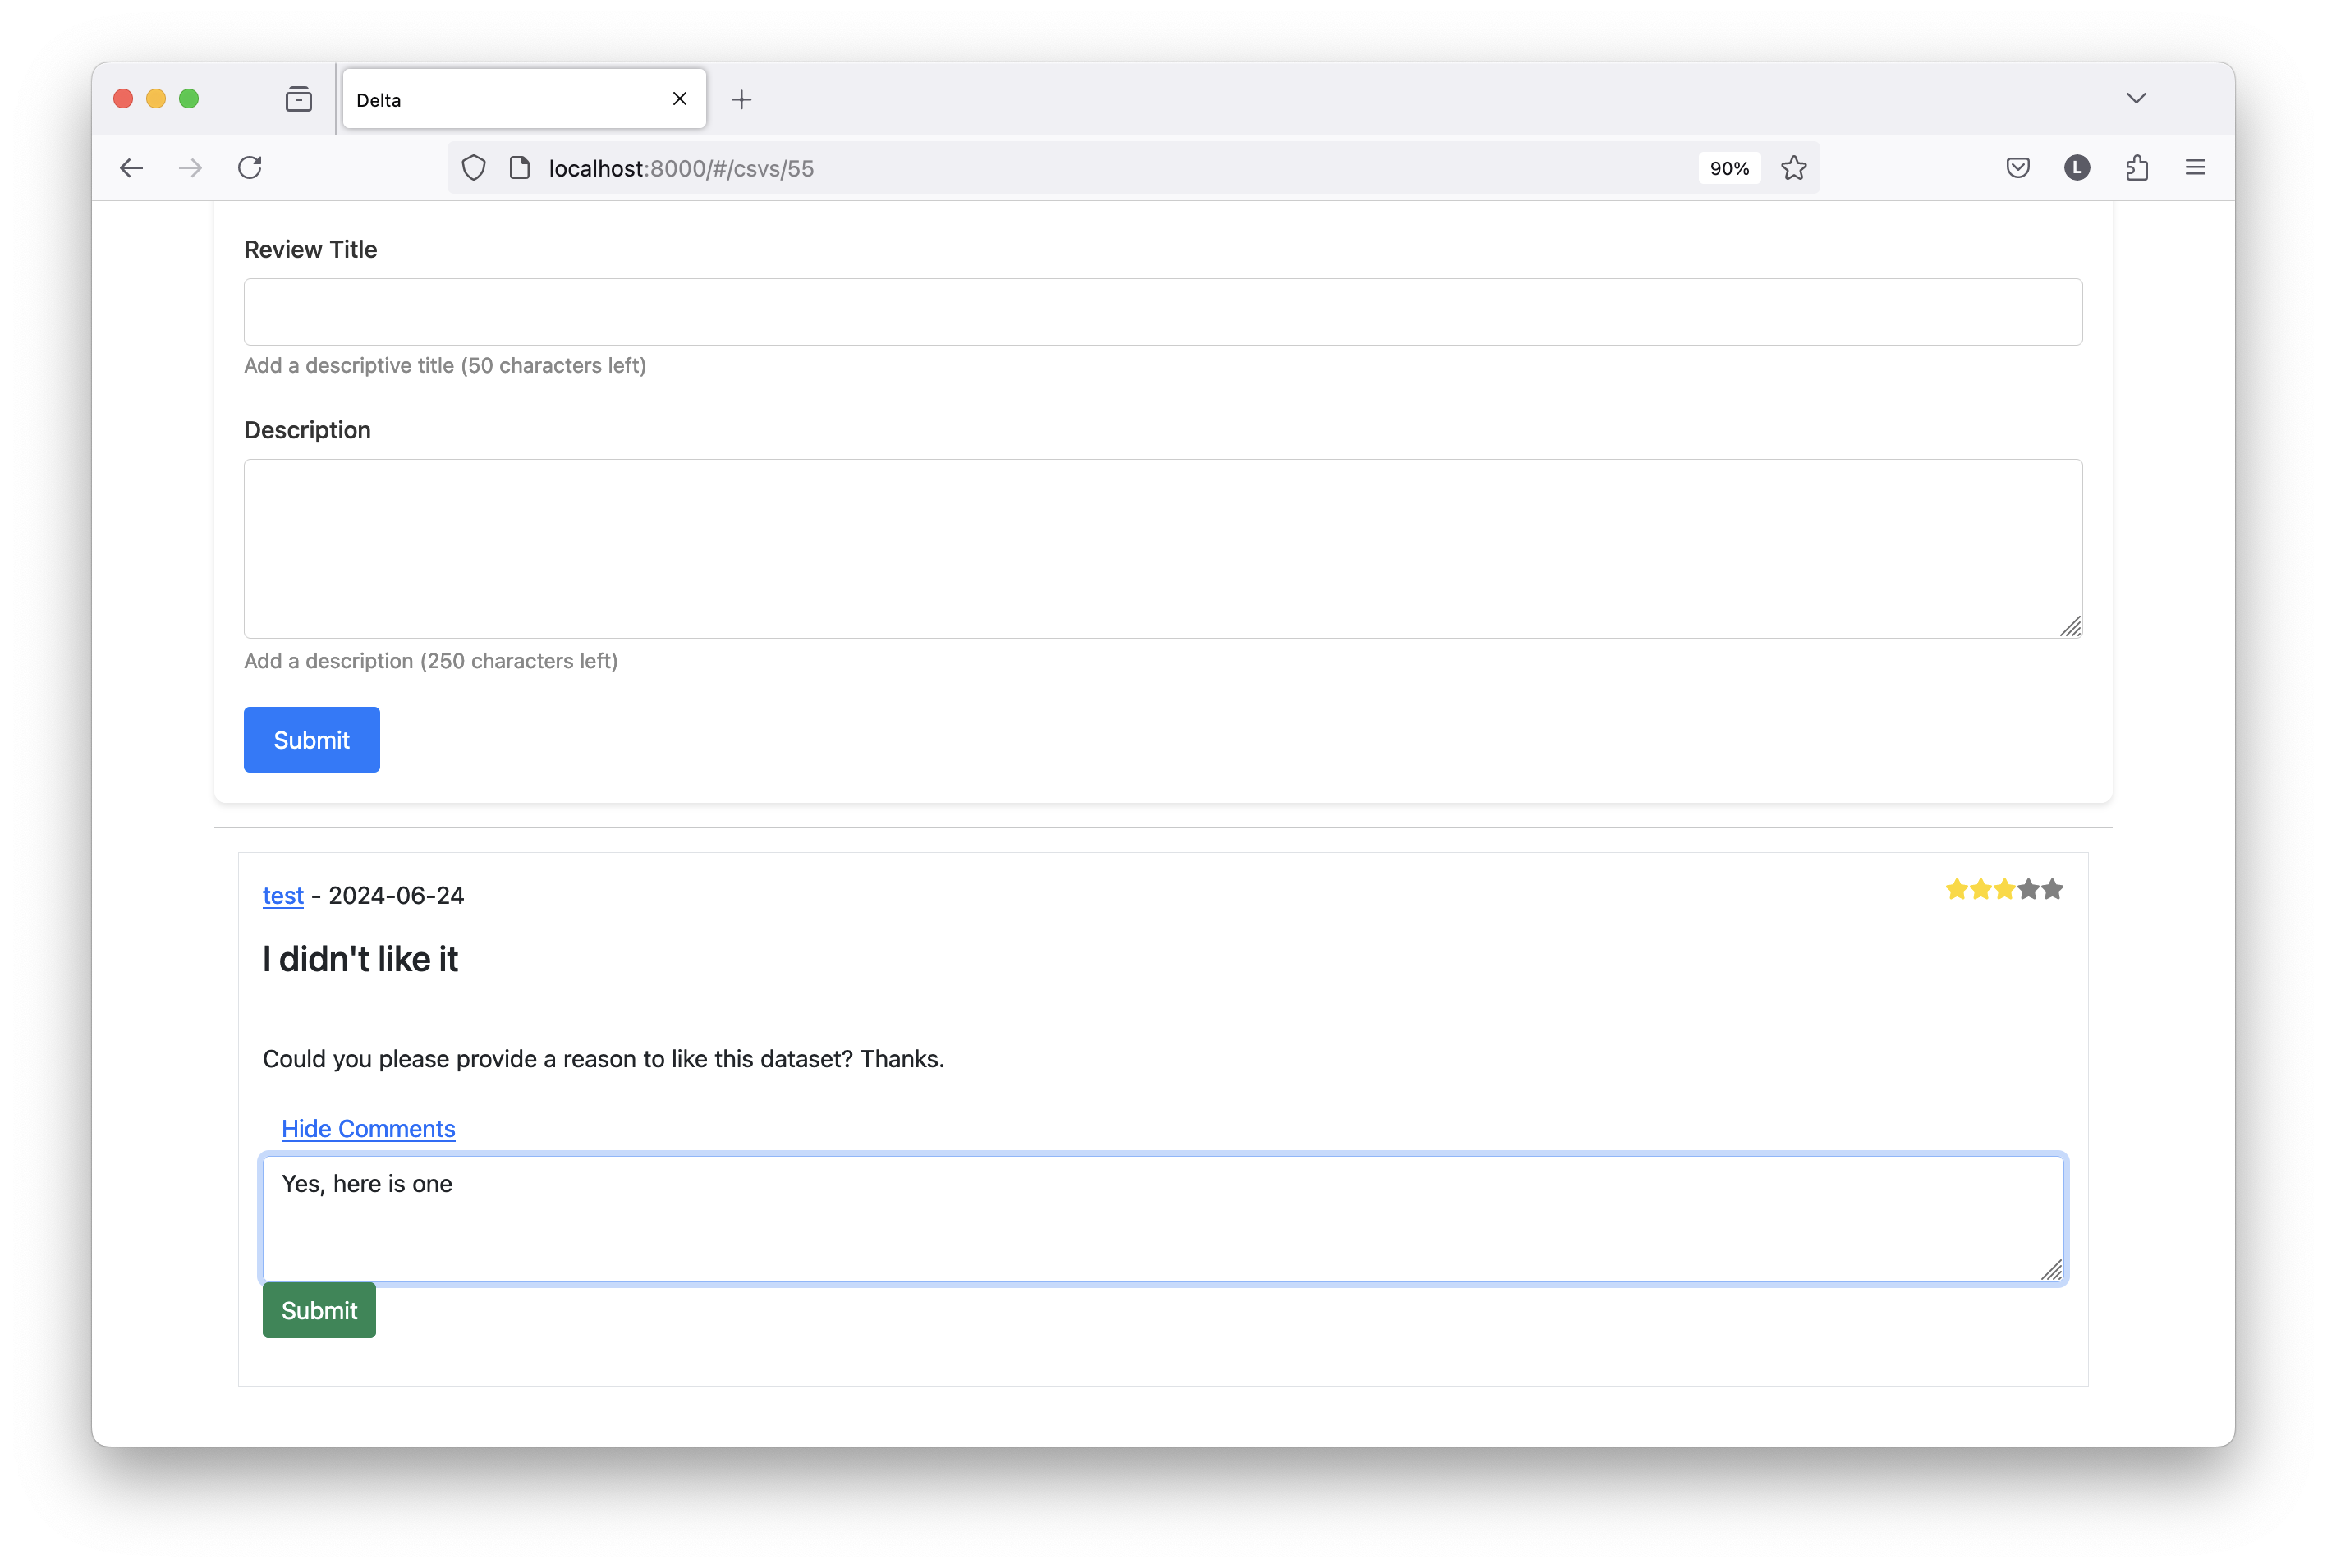 Delta
localhost:8000/#/csvs/55
90%
L
Review Title
Add a descriptive title (50 characters left)
Description
Add a description (250 characters left)
Submit
test - 2024-06-24
I didn't like it
Could you please provide a reason to like this dataset? Thanks.
Hide Comments
Yes, here is one
Submit